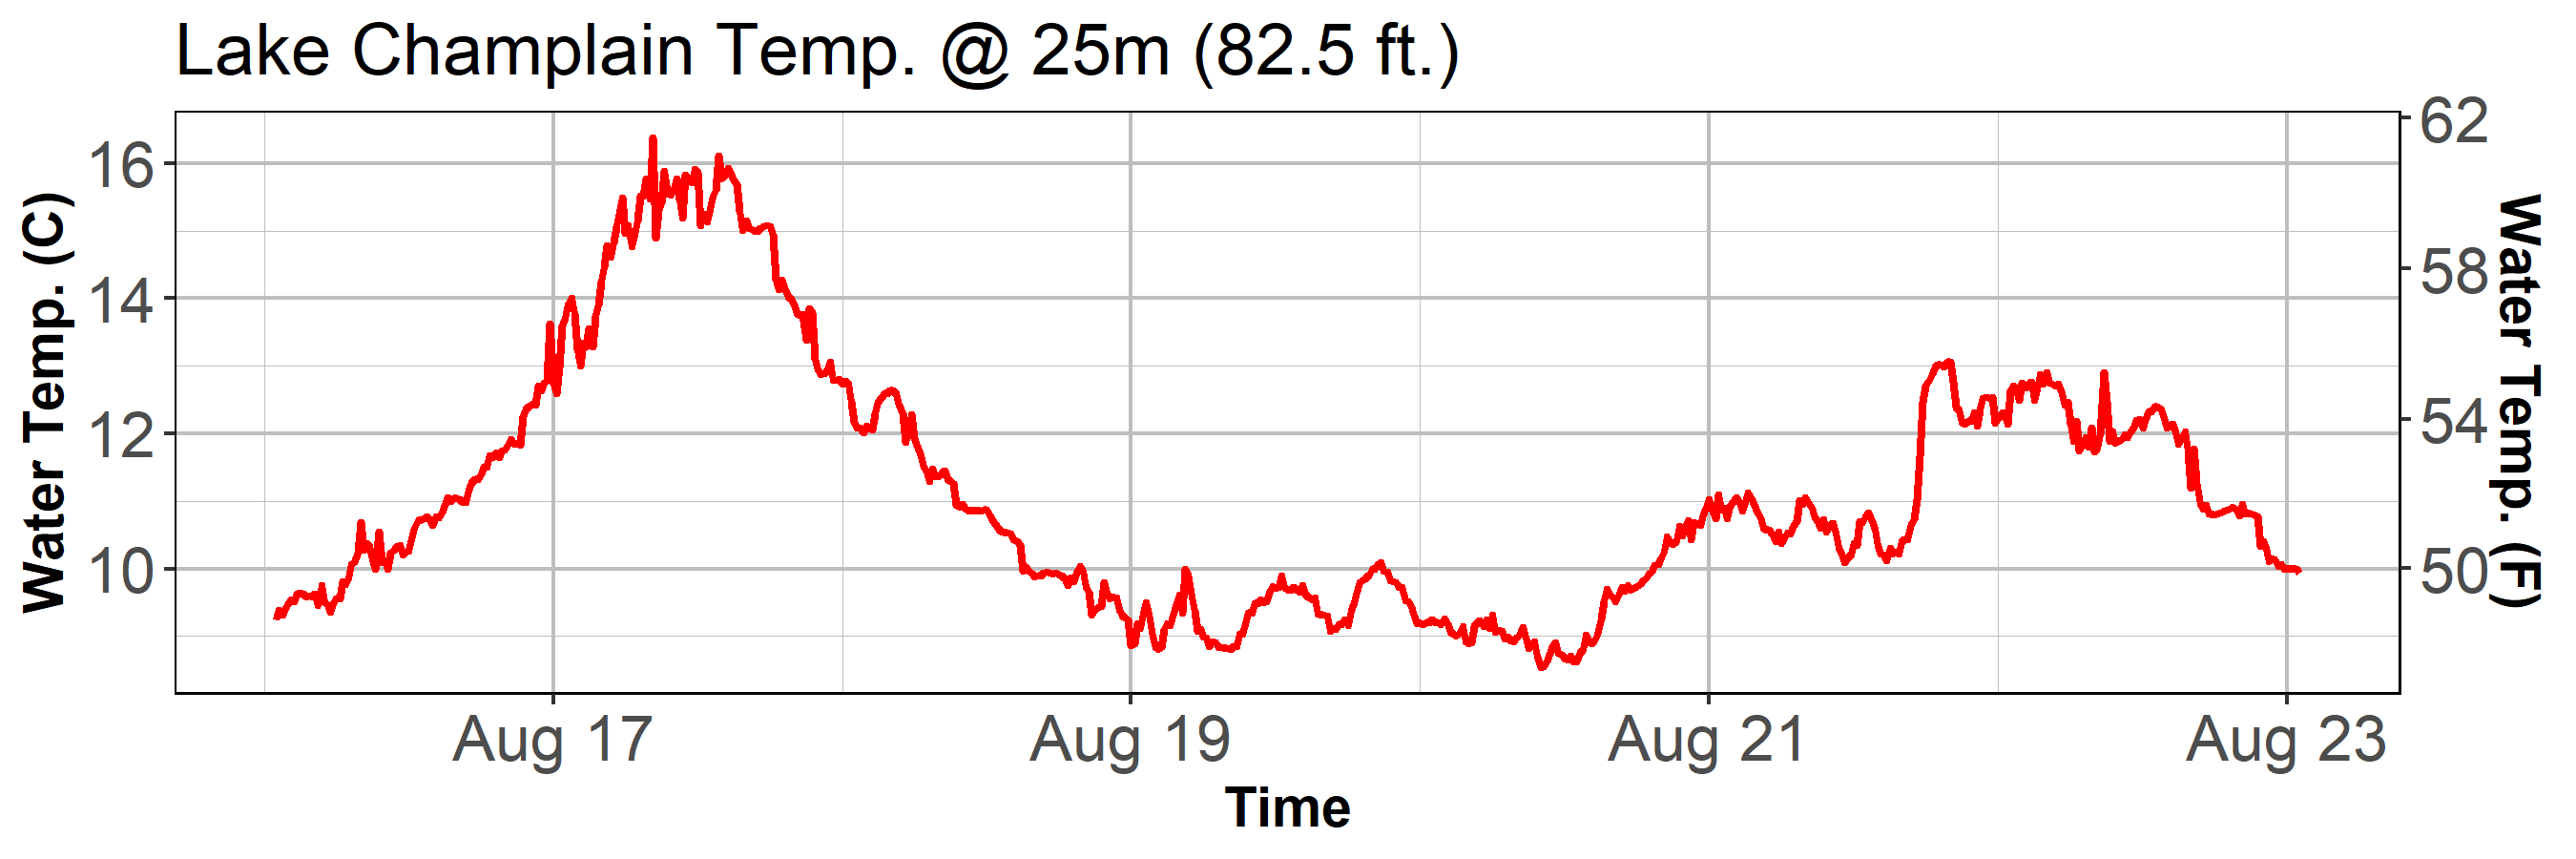 Lake Champlain Temp. @ 25m (82.5 ft.)
Water Temp. (C)
16
14
12
10
62
58
54
50
Water Temp. (F)
Aug 17 Aug 19 Aug 21 Aug 23
Time